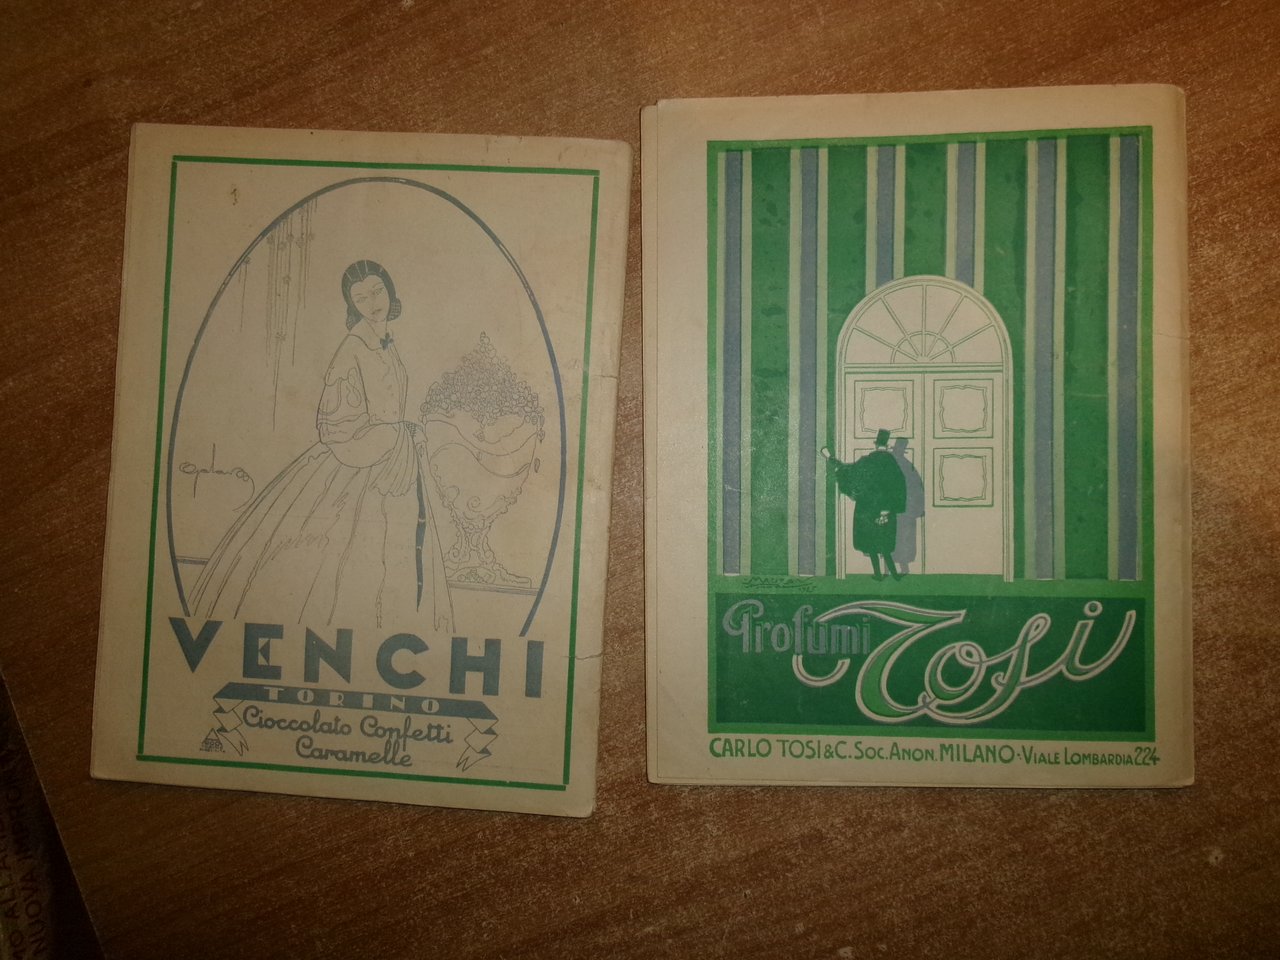 VENCHI
TORINO
Cioccolato Confetti
Caramelle
Profumi Tosi
CARLO TOSI & C. SOC. ANON. MILANO · VIALE LOMBARDIA 224